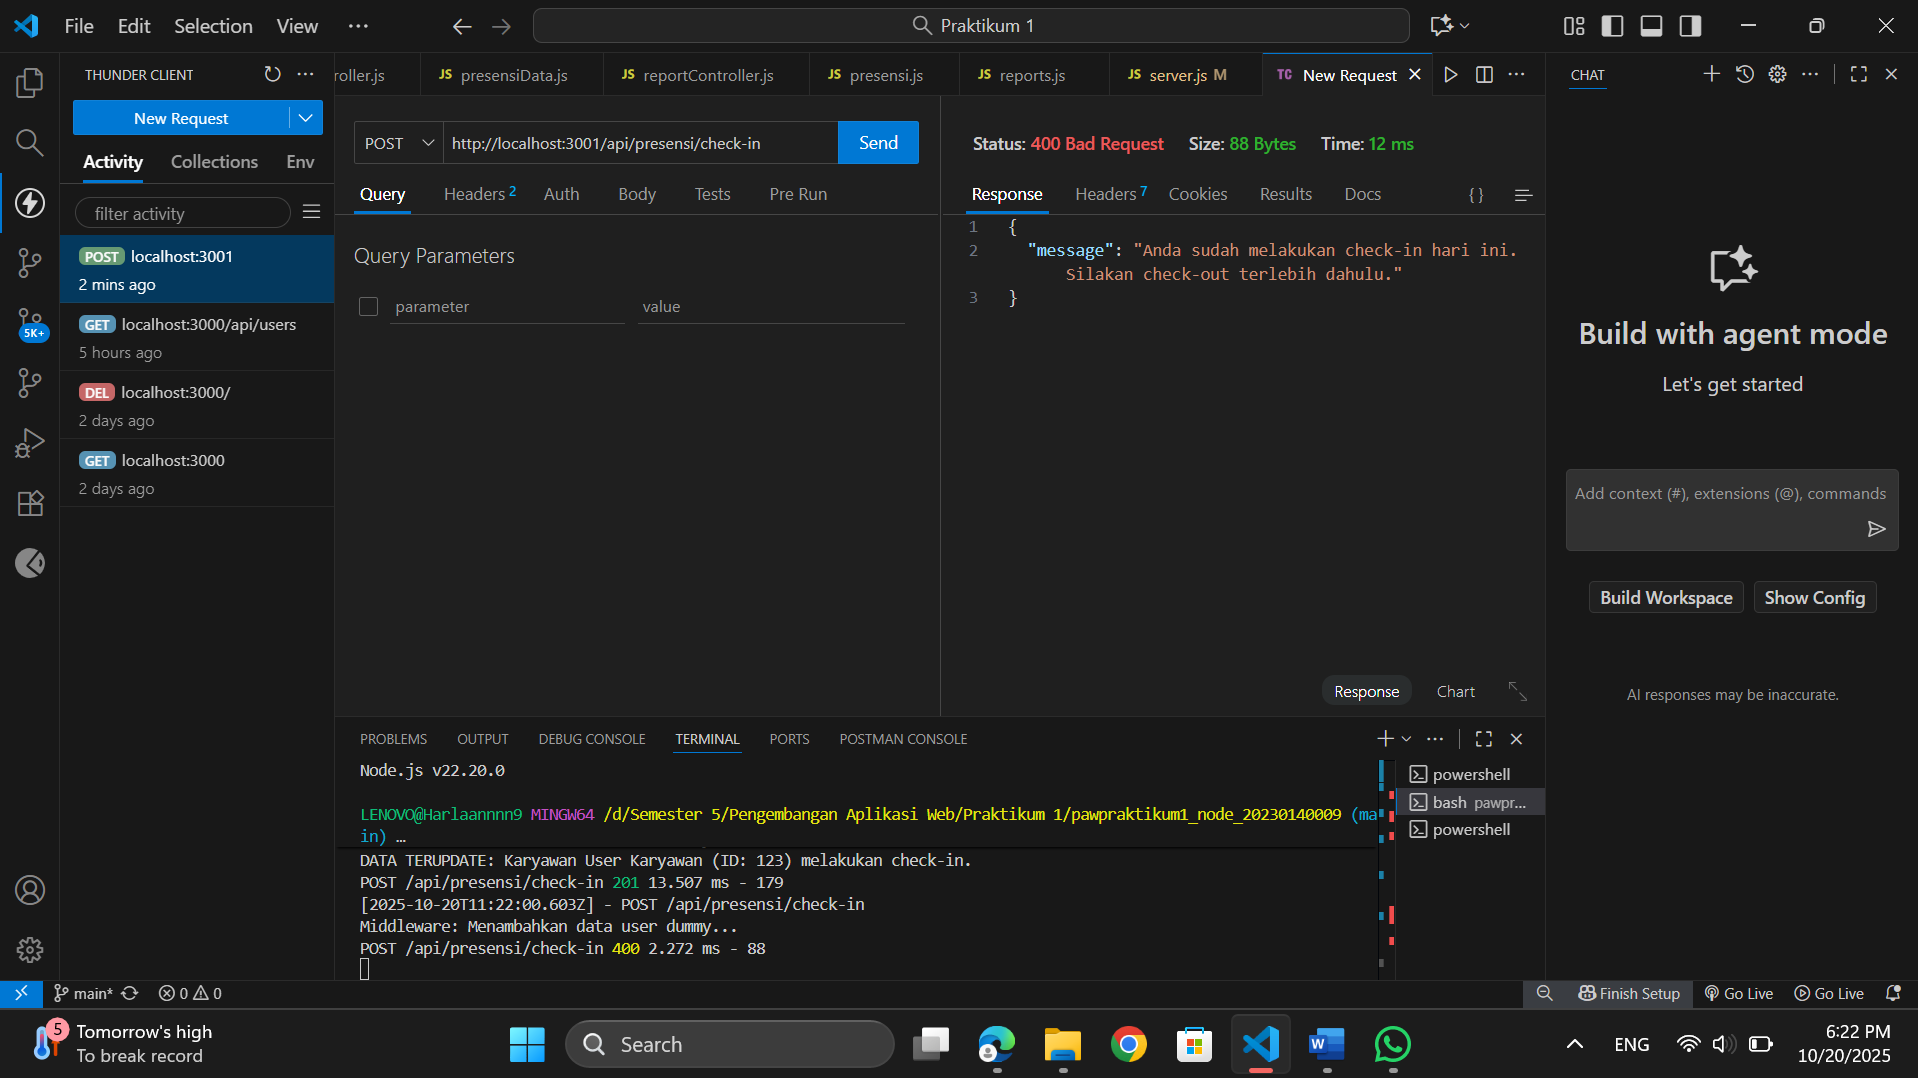 File Edit Selection View ···
Praktikum 1
THUNDER CLIENT
New Request
Activity Collections Env
filter activity
POST localhost:3001
2 mins ago
GET localhost:3000/api/users
5 hours ago
DEL localhost:3000/
2 days ago
GET localhost:3000
2 days ago
5K+
roller.js
JS presensiData.js
JS reportController.js
JS presensi.js
JS reports.js
JS server.js M
TC New Request
POST http://localhost:3001/api/presensi/check-in Send
Query Headers 2 Auth Body Tests Pre Run
Query Parameters
parameter value
Status: 400 Bad Request Size: 88 Bytes Time: 12 ms
Response Headers 7 Cookies Results Docs { }
1 {
2 "message": "Anda sudah melakukan check-in hari ini.
Silakan check-out terlebih dahulu."
3 }
Response Chart
CHAT
Build with agent mode
Let's get started
Add context (#), extensions (@), commands
Build Workspace Show Config
AI responses may be inaccurate.
PROBLEMS OUTPUT DEBUG CONSOLE TERMINAL PORTS POSTMAN CONSOLE
Node.js v22.20.0
LENOVO@Harlaannnn9 MINGW64 /d/Semester 5/Pengembangan Aplikasi Web/Praktikum 1/pawpraktikum1_node_20230140009 (ma
in) …
DATA TERUPDATE: Karyawan User Karyawan (ID: 123) melakukan check-in.
POST /api/presensi/check-in 201 13.507 ms - 179
[2025-10-20T11:22:00.603Z] - POST /api/presensi/check-in
Middleware: Menambahkan data user dummy...
POST /api/presensi/check-in 400 2.272 ms - 88
powershell
bash pawpr...
powershell
main* 0 0
Finish Setup Go Live Go Live
5
Tomorrow's high
To break record
Search
ENG
6:22 PM
10/20/2025